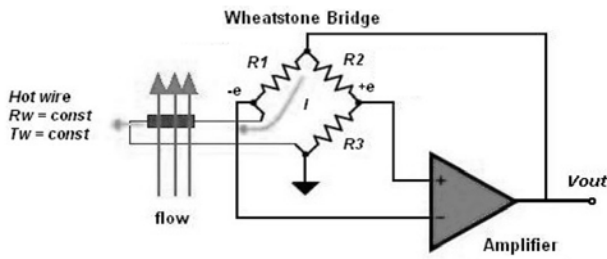 Wheatstone Bridge
R1
R2
-e
+e
Hot wire
Rw = const
Tw = const
I
R3
flow
+
−
Vout
Amplifier